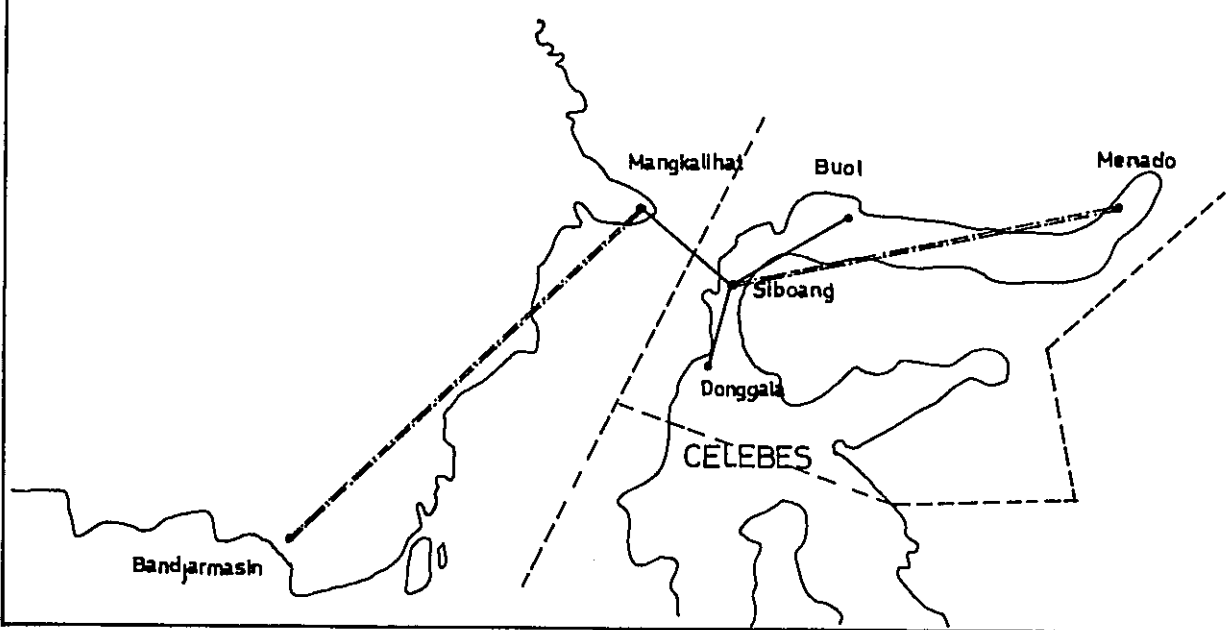 Mangkalihat
Buol
Menado
Siboang
Donggala
CELEBES
Bandjarmasin